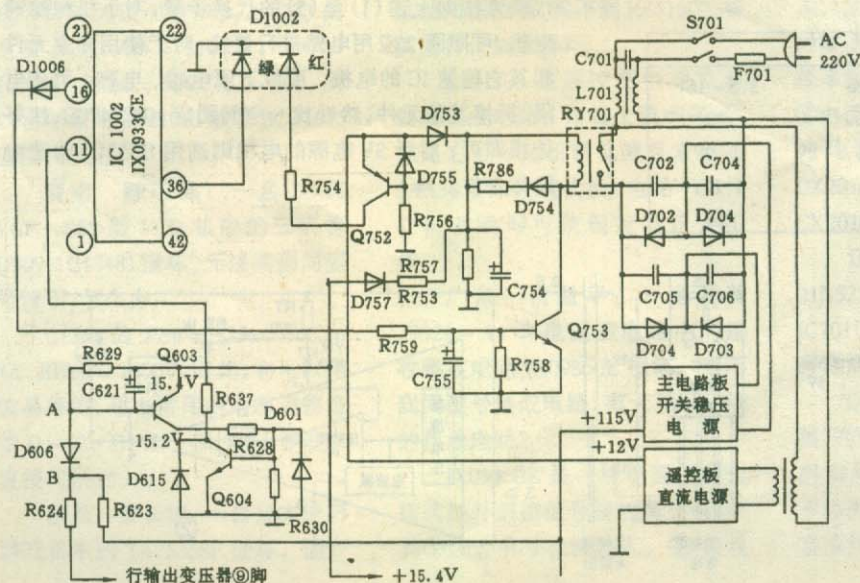 21
22
D1002
绿
红
S701
AC
220V
C701
F701
L701
D1006
16
RY701
D753
IC 1002
IX0933CE
11
D755
R786
C702
C704
R754
D754
36
R756
D702
D704
Q752
1
42
R757
D757
R753
C754
C705
C706
Q753
R759
R758
D704
D703
R629
Q603
C755
C621
15.7V
R637
主电路板
开关稳压
电 源
A
D601
+115V
15.2V
R628
+12V
D606
B
D615
遥控板
直流电源
R624
R623
Q604
R630
行输出变压器⑨脚
+15.4V